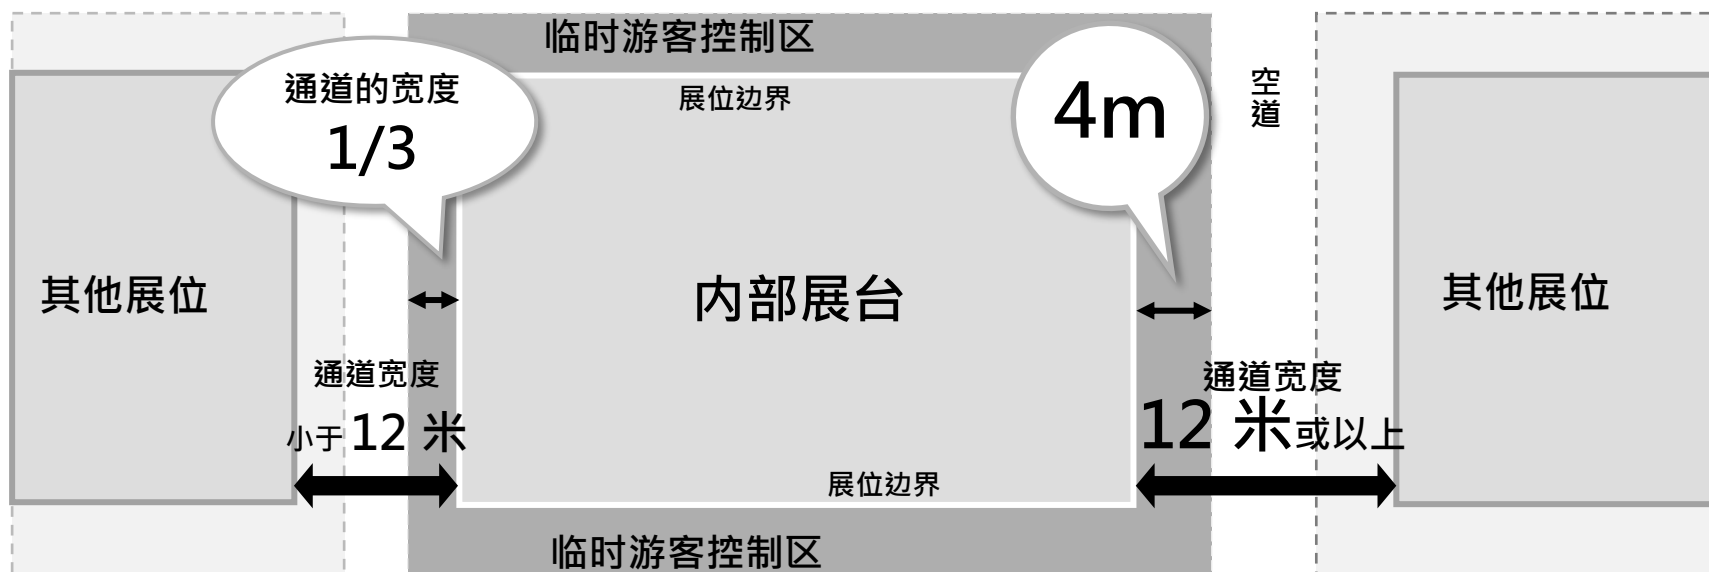 临时游客控制区
通道的宽度
1/3
展位边界
4m
空
道
其他展位
内部展台
其他展位
通道宽度
小于 12 米
通道宽度
12 米或以上
展位边界
临时游客控制区